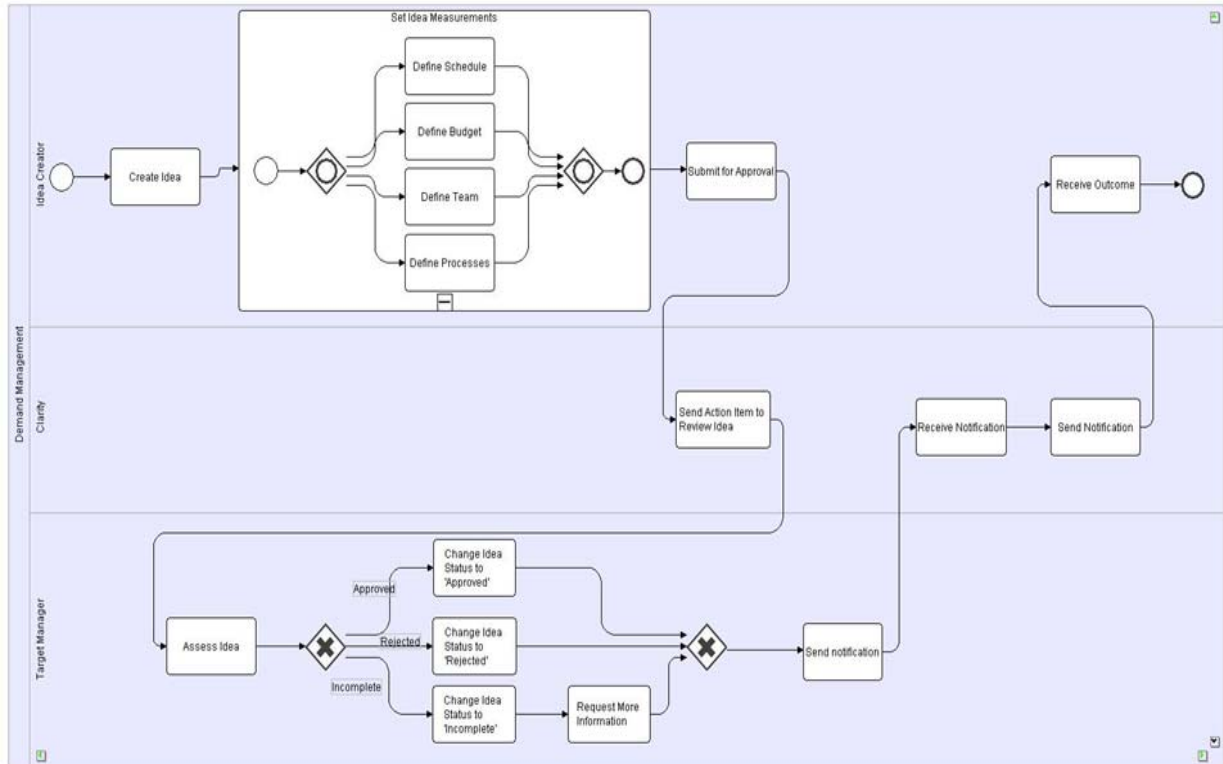 Demand Management
Idea Creator
Create Idea
Set Idea Measurements
Define Schedule
Define Budget
Define Team
Define Processes
Submit for Approval
Receive Outcome
Clarity
Send Action Item to
Review Idea
Receive Notification
Send Notification
Target Manager
Assess Idea
Approved
Rejected
Incomplete
Change Idea
Status to
'Approved'
Change Idea
Status to
'Rejected'
Change Idea
Status to
'Incomplete'
Request More
Information
Send notification